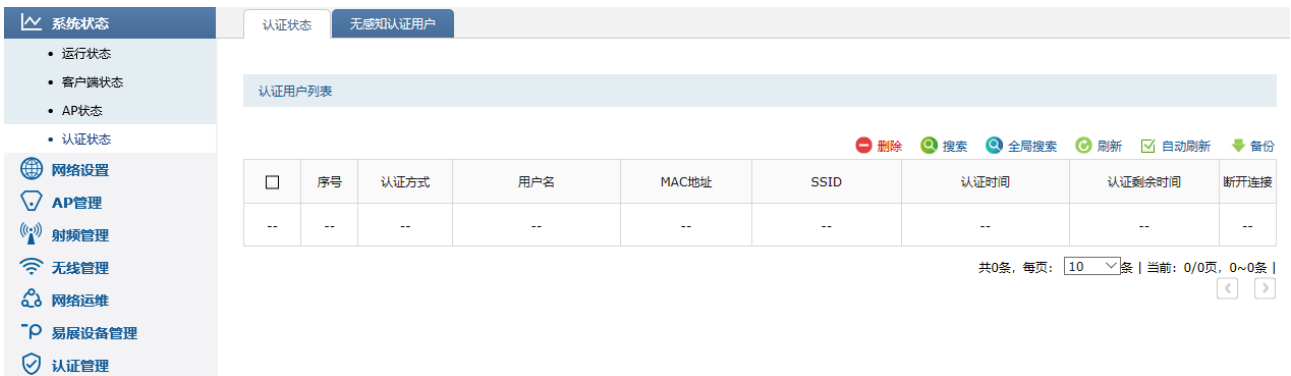 系统状态
运行状态
客户端状态
AP状态
认证状态
网络设置
AP管理
射频管理
无线管理
网络运维
易展设备管理
认证管理
认证状态 无感知认证用户
认证用户列表
删除 搜索 全局搜索 刷新 自动刷新 备份
序号 认证方式 用户名 MAC地址 SSID 认证时间 认证剩余时间 断开连接
-- -- -- -- -- -- -- -- --
共0条, 每页: 10 条 | 当前: 0/0页, 0~0条 |